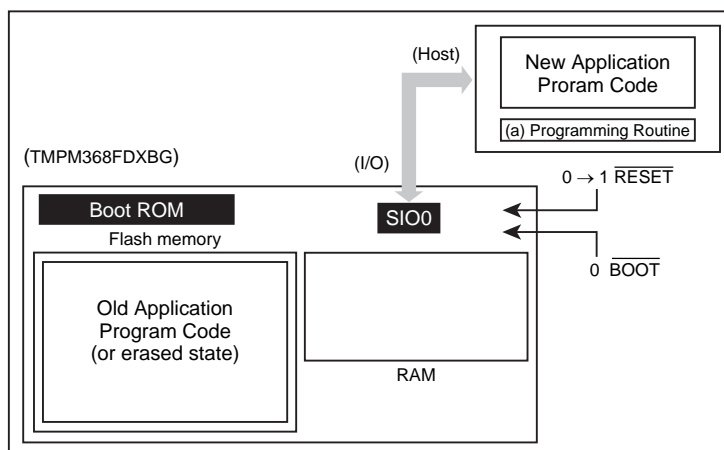 (Host)
New Application
Proram Code
(a) Programming Routine
(TMPM368FDXBG)
(I/O)
0 → 1 RESET
Boot ROM
SIO0
Flash memory
0 BOOT
Old Application
Program Code
(or erased state)
RAM